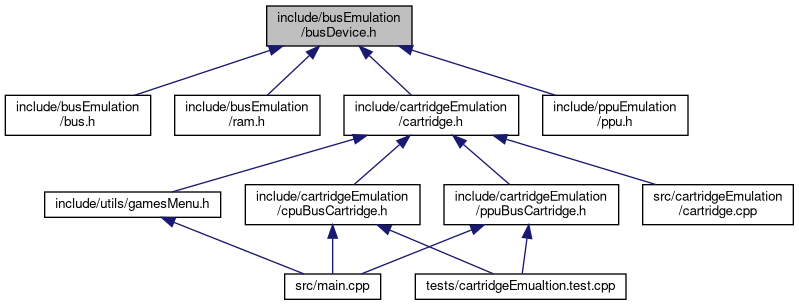 include/busEmulation
/busDevice.h
include/busEmulation
/bus.h
include/busEmulation
/ram.h
include/cartridgeEmulation
/cartridge.h
include/ppuEmulation
/ppu.h
include/utils/gamesMenu.h
include/cartridgeEmulation
/cpuBusCartridge.h
include/cartridgeEmulation
/ppuBusCartridge.h
src/cartridgeEmulation
/cartridge.cpp
src/main.cpp
tests/cartridgeEmualtion.test.cpp